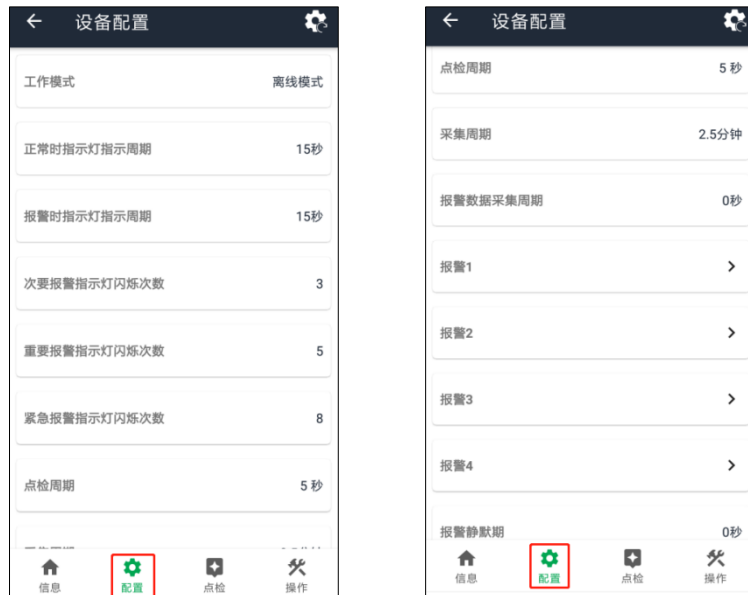 设备配置
工作模式 离线模式
正常时指示灯指示周期 15秒
报警时指示灯指示周期 15秒
次要报警指示灯闪烁次数 3
重要报警指示灯闪烁次数 5
紧急报警指示灯闪烁次数 8
点检周期 5 秒
信息 配置 点检 操作
设备配置
点检周期 5 秒
采集周期 2.5分钟
报警数据采集周期 0秒
报警1
报警2
报警3
报警4
报警静默期 0秒
信息 配置 点检 操作